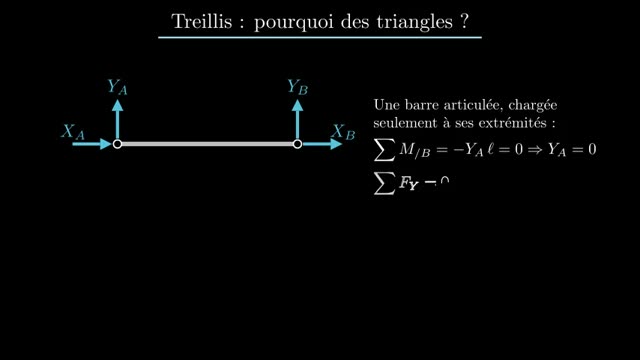 Treillis : pourquoi des triangles ?
Y_A
Y_B
X_A
X_B
Une barre articulée, chargée
seulement à ses extrémités :
∑ M_{/B} = −Y_A ℓ = 0 ⇒ Y_A = 0
∑ F_Y